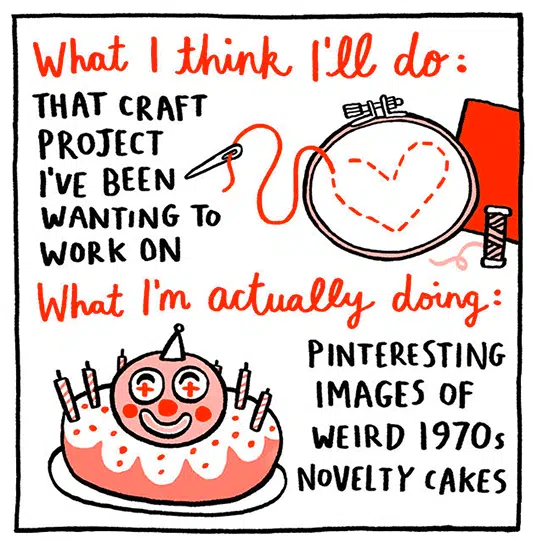 What I think I'll do:
THAT CRAFT
PROJECT
I'VE BEEN
WANTING TO
WORK ON
What I'm actually doing:
PINTERESTING
IMAGES OF
WEIRD 1970s
NOVELTY CAKES